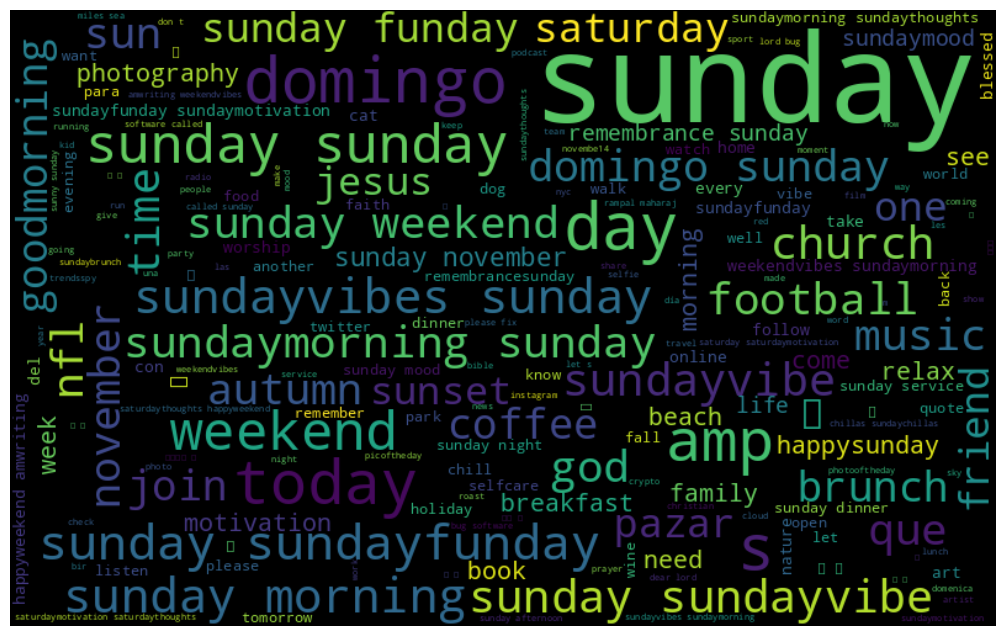 miles sea
don t
sunday funday
saturday
sundaymorning sundaythoughts
sport
lord bug
sun
want
podcast
sunday
sundaymood
blessed
goodmorning
photography
domingo
para
amwriting weekendvibes
sundayfunday sundaymotivation
cat
sundaythoughts
running
software called
keep
team
november14
remembrance sunday
now
moment
kid
sunday sunday
watch
home
see
evening
sunny sunday
time
radio
make
mood
jesus
dog
domingo sunday
world
people
food
nyc
walk
every
vibe
film
way
run
called sunday
faith
rampal maharaj
sundayfunday
one
coming
give
sunday weekend
day
red
take
les
going
worship
well
church
sundaybrunch
party
sunday november
share
morning
weekendvibes sundaymorning
trendsspy
una
las
another
remembrancesunday
selfie
back
sundayvibes sunday
dia
made
football
show
nfl
november
twitter
dinner
please fix
word
music
year
sundaymorning sunday
let s
travel
saturday saturdaymotivation
follow
del
con
weekendvibes
service
sunday mood
bible
know
online
come
relax
autumn
sunset
instagram
sundayvibe
sunday service
saturdaythoughts happyweekend
remember
park
news
beach
life
quote
friend
week
weekend
coffee
fall
amp
happysunday
chillas sundaychillas
sunday night
night
picoftheday
photo
chill
god
crypto
photooftheday
sky
happyweekend amwriting
join
today
selfcare
roast
family
brunch
holiday
breakfast
christian
sunday dinner
motivation
check
bug software
pazar
s
cloud
open
let
que
sunday sundayfunday
wine
need
nature
lunch
bir
listen
please
work
book
prayer
dear lord
art
domenica
sunday morning
sunday sundayvibe
artist
saturdaymotivation saturdaythoughts
tomorrow
sunday afternoon
sundayvibes sundaymorning
sundaymotivation